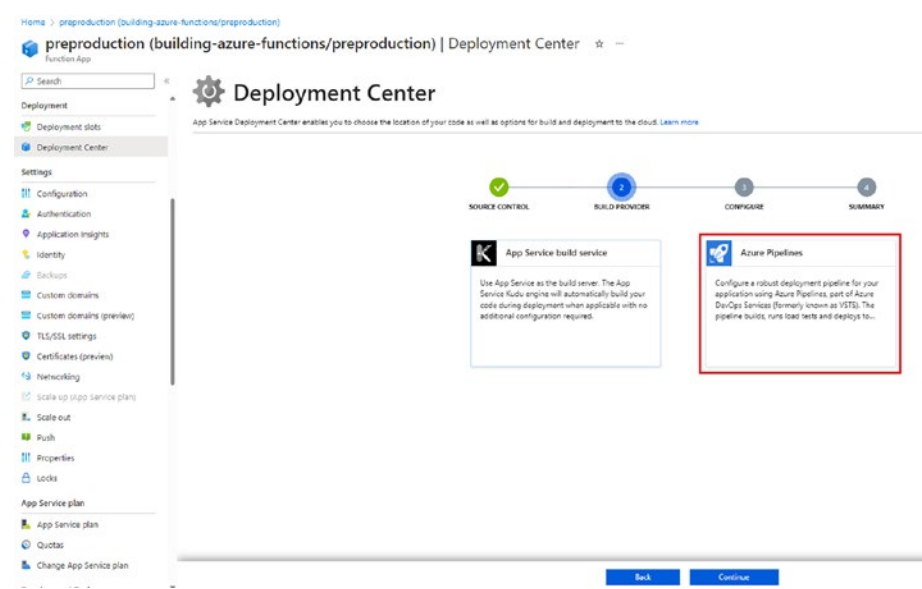 Home > preproduction (building-azure-functions/preproduction)
preproduction (building-azure-functions/preproduction) | Deployment Center ☆ ···
Function App
Search «
Deployment
Deployment slots
Deployment Center
Settings
Configuration
Authentication
Application Insights
Identity
Backups
Custom domains
Custom domains (preview)
TLS/SSL settings
Certificates (preview)
Networking
Scale up (App Service plan)
Scale out
Push
Properties
Locks
App Service plan
App Service plan
Quotas
Change App Service plan
Deployment Center
App Service Deployment Center enables you to choose the location of your code as well as options for build and deployment to the cloud. Learn more
2 3 4
SOURCE CONTROL BUILD PROVIDER CONFIGURE SUMMARY
K App Service build service
Use App Service as the build server. The App
Service Kudu engine will automatically build your
code during deployment when applicable with no
additional configuration required.
Azure Pipelines
Configure a robust deployment pipeline for your
application using Azure Pipelines, part of Azure
DevOps Services (formerly known as VSTS). The
pipeline builds, runs load tests and deploys to...
Back Continue